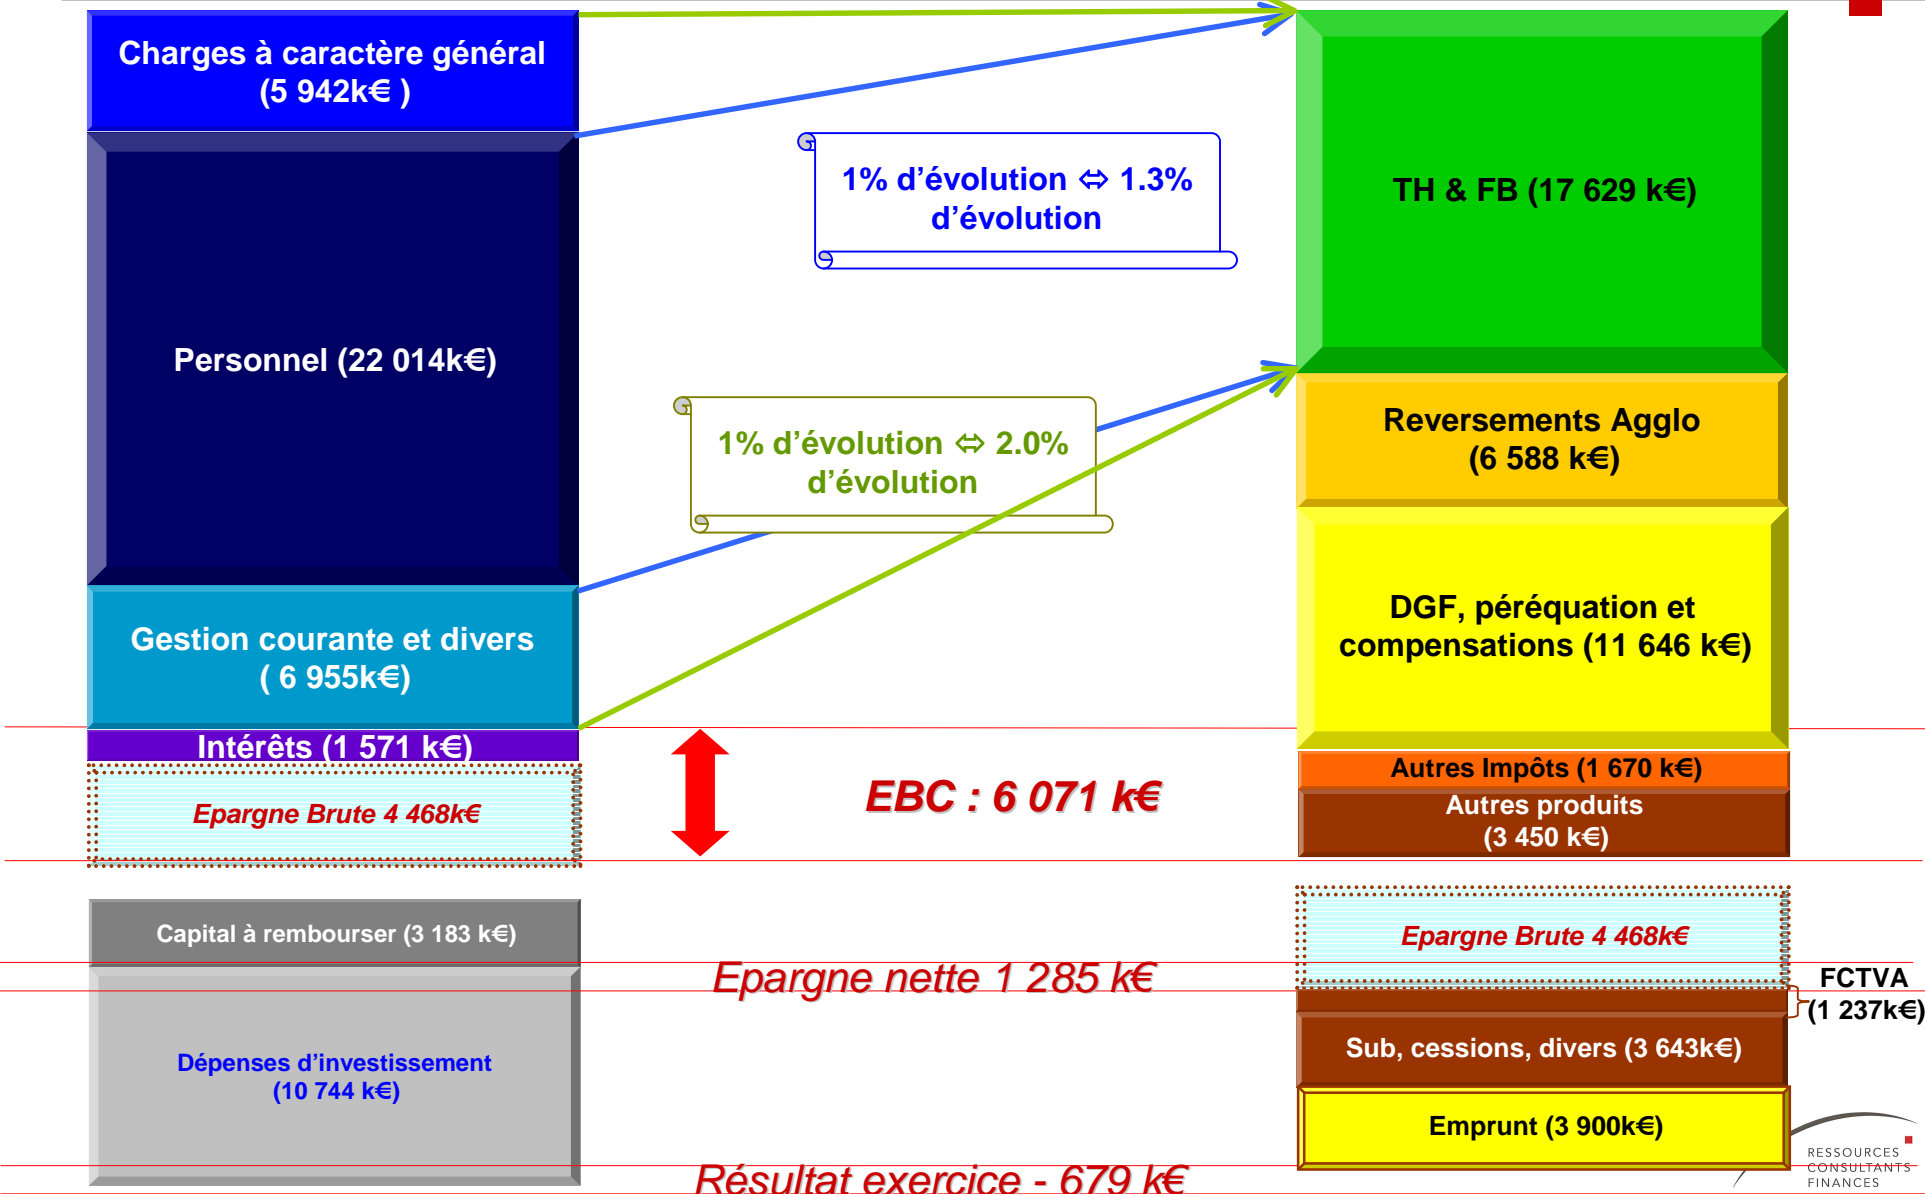 Charges à caractère général
(5 942k€ )
Personnel (22 014k€)
Gestion courante et divers
( 6 955k€)
Intérêts (1 571 k€)
Epargne Brute 4 468k€
Capital à rembourser (3 183 k€)
Dépenses d’investissement
(10 744 k€)
1% d’évolution ⇔ 1.3%
d’évolution
1% d’évolution ⇔ 2.0%
d’évolution
EBC : 6 071 k€
Epargne nette 1 285 k€
Résultat exercice - 679 k€
TH & FB (17 629 k€)
Reversements Agglo
(6 588 k€)
DGF, péréquation et
compensations (11 646 k€)
Autres Impôts (1 670 k€)
Autres produits
(3 450 k€)
Epargne Brute 4 468k€
FCTVA
(1 237k€)
Sub, cessions, divers (3 643k€)
Emprunt (3 900k€)
RESSOURCES
CONSULTANTS
FINANCES